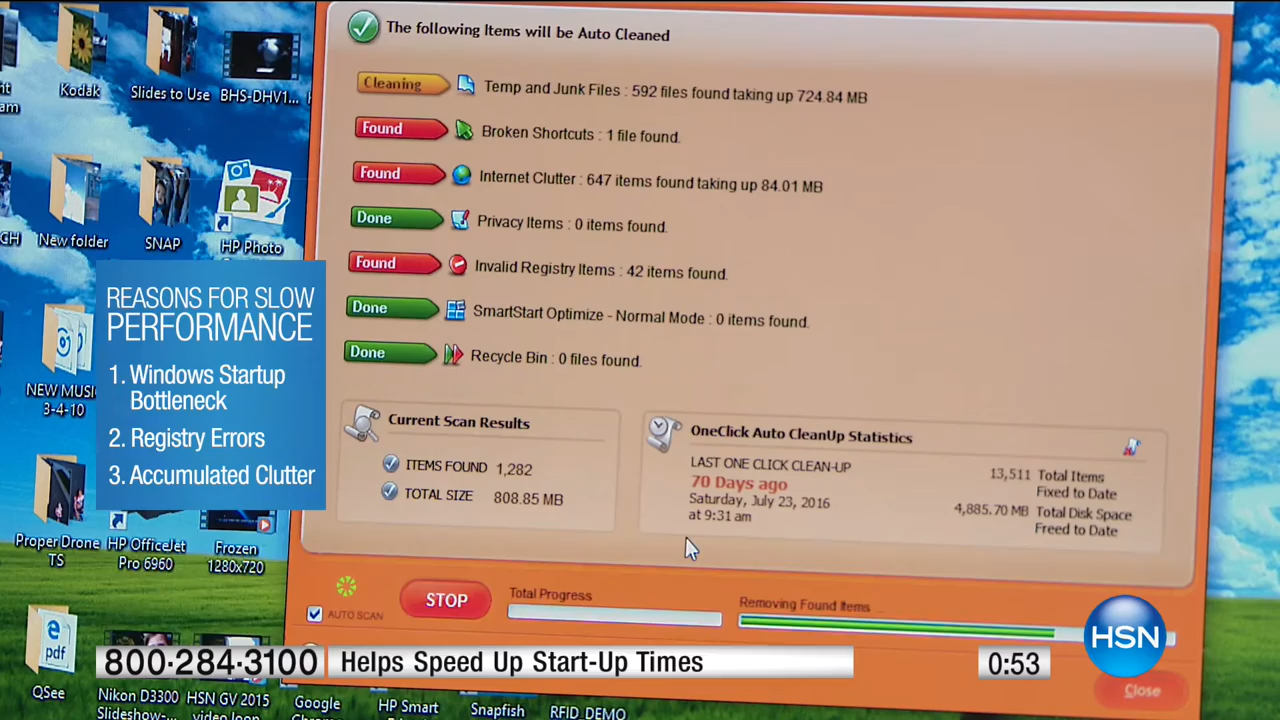 The following Items will be Auto Cleaned
Cleaning Temp and Junk Files : 592 files found taking up 724.84 MB
Found Broken Shortcuts : 1 file found.
Found Internet Clutter : 647 items found taking up 84.01 MB
Done Privacy Items : 0 items found.
Found Invalid Registry Items : 42 items found.
Done SmartStart Optimize - Normal Mode : 0 items found.
Done Recycle Bin : 0 files found.
Current Scan Results
ITEMS FOUND 1,282
TOTAL SIZE 808.85 MB
OneClick Auto CleanUp Statistics
LAST ONE CLICK CLEAN-UP
70 Days ago
Saturday, July 23, 2016
at 9:31 am
13,511 Total Items
Fixed to Date
4,885.70 MB Total Disk Space
Freed to Date
AUTO SCAN
STOP
Total Progress
Removing Found Items ...
Close
Kodak
Slides to Use
BHS-DHV1...
New folder
SNAP
HP Photo
NEW MUSIC
3-4-10
Proper Drone
TS
HP OfficeJet
Pro 6960
Frozen
1280x720
pdf
QSee
Nikon D3300
Slideshow-...
HSN GV 2015
video loop
Google
HP Smart
Snapfish
RFID_DEMO
REASONS FOR SLOW
PERFORMANCE
1. Windows Startup
Bottleneck
2. Registry Errors
3. Accumulated Clutter
800·284·3100
Helps Speed Up Start-Up Times
0:53
HSN